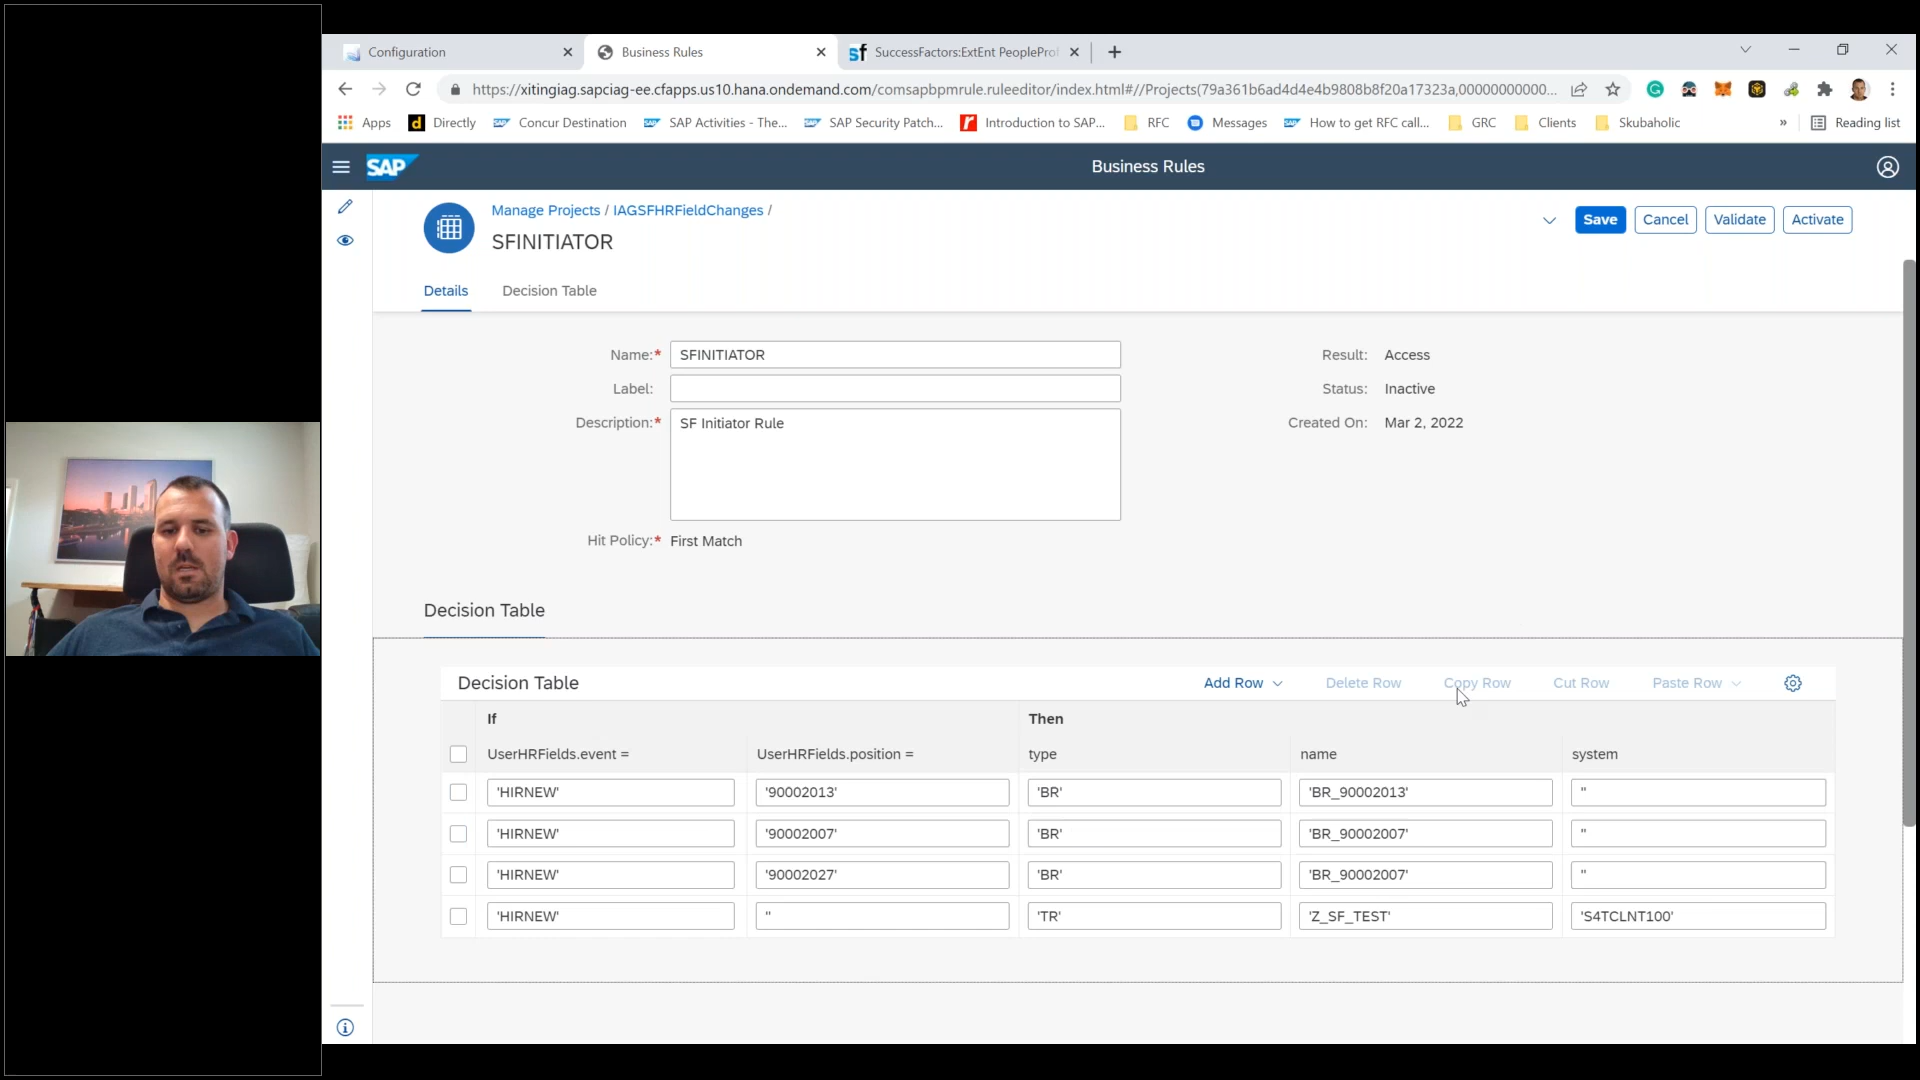 Configuration
Business Rules
sf SuccessFactors:ExtEnt PeopleProf
https://xitingiag.sapciag-ee.cfapps.us10.hana.ondemand.com/comsapbpmrule.ruleeditor/index.html#//Projects(79a361b6ad4d4e4b9808b8f20a17323a,00000000000...
Apps
d Directly
Concur Destination
SAP Activities - The...
SAP Security Patch...
Introduction to SAP...
RFC
Messages
How to get RFC call...
GRC
Clients
Skubaholic
»
Reading list
SAP
Business Rules
Manage Projects / IAGSFHRFieldChanges /
SFINITIATOR
Save
Cancel
Validate
Activate
Details
Decision Table
Name:* SFINITIATOR
Label:
Description:* SF Initiator Rule
Hit Policy:* First Match
Result: Access
Status: Inactive
Created On: Mar 2, 2022
Decision Table
Decision Table
Add Row
Delete Row
Copy Row
Cut Row
Paste Row
If Then
UserHRFields.event = UserHRFields.position = type name system
'HIRNEW' '90002013' 'BR' 'BR_90002013' ''
'HIRNEW' '90002007' 'BR' 'BR_90002007' ''
'HIRNEW' '90002027' 'BR' 'BR_90002007' ''
'HIRNEW' '' 'TR' 'Z_SF_TEST' 'S4TCLNT100'